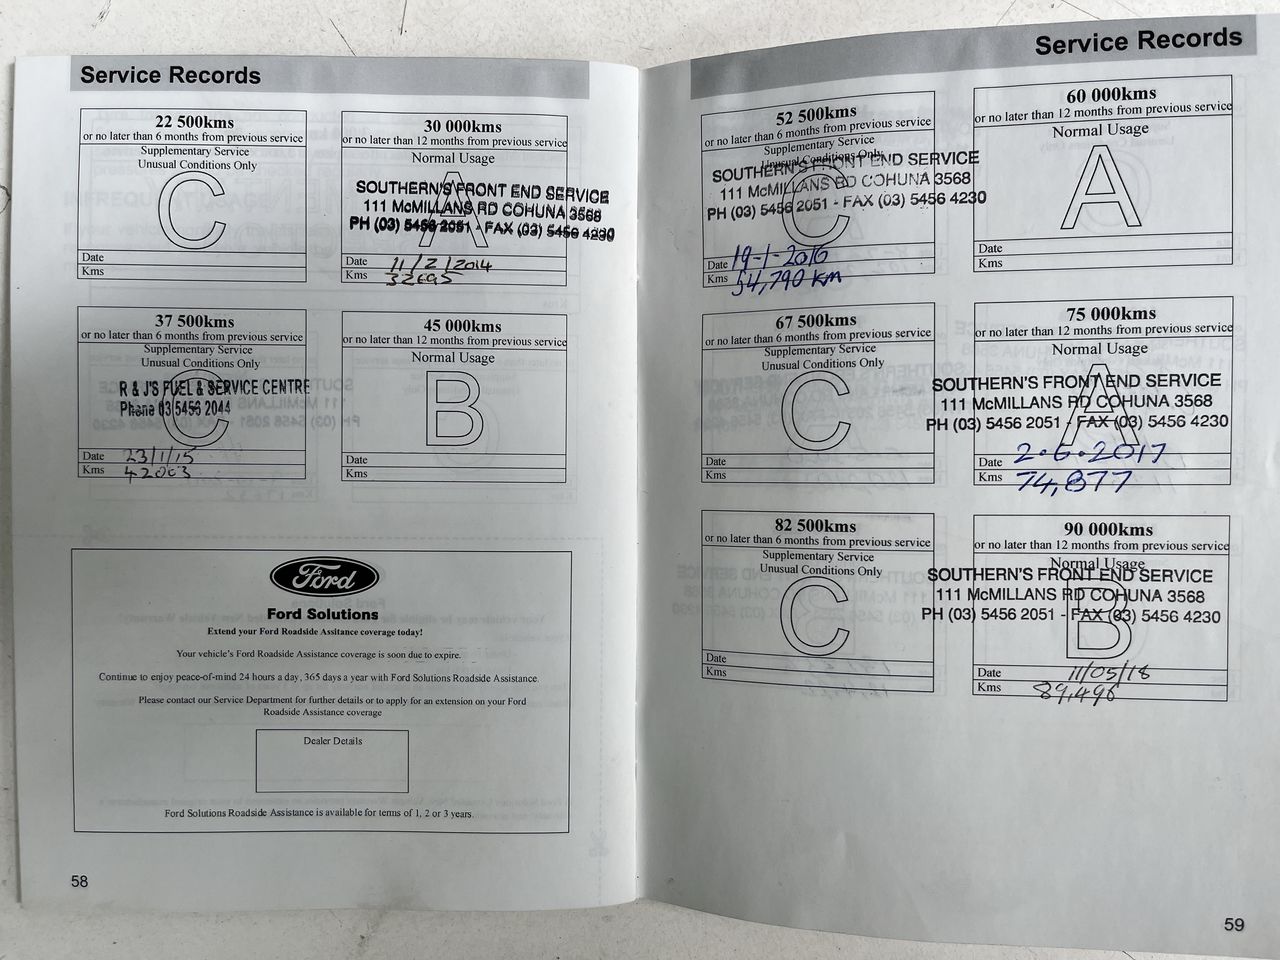 Service Records
22 500kms
or no later than 6 months from previous service
Supplementary Service
Unusual Conditions Only
C
Date
Kms
30 000kms
or no later than 12 months from previous service
Normal Usage
A
SOUTHERN'S FRONT END SERVICE
111 McMILLANS RD COHUNA 3568
PH (03) 5456 2051 - FAX (03) 5456 4230
Date 11/2/2014
Kms 32695
37 500kms
or no later than 6 months from previous service
Supplementary Service
Unusual Conditions Only
C
R & J'S FUEL & SERVICE CENTRE
Phone 03 5456 2044
Date 23/1/15
Kms 42003
45 000kms
or no later than 12 months from previous service
Normal Usage
B
Date
Kms
Ford
Ford Solutions
Extend your Ford Roadside Assitance coverage today!
Your vehicle's Ford Roadside Assistance coverage is soon due to expire.
Continue to enjoy peace-of-mind 24 hours a day, 365 days a year with Ford Solutions Roadside Assistance.
Please contact our Service Department for further details or to apply for an extension on your Ford
Roadside Assistance coverage
Dealer Details
Ford Solutions Roadside Assistance is available for terms of 1, 2 or 3 years.
58
Service Records
52 500kms
or no later than 6 months from previous service
Supplementary Service
Unusual Conditions Only
C
SOUTHERN'S FRONT END SERVICE
111 McMILLANS RD COHUNA 3568
PH (03) 5456 2051 - FAX (03) 5456 4230
Date 19-1-2016
Kms 54,790 KM
60 000kms
or no later than 12 months from previous service
Normal Usage
A
Date
Kms
67 500kms
or no later than 6 months from previous service
Supplementary Service
Unusual Conditions Only
C
Date
Kms
75 000kms
or no later than 12 months from previous service
Normal Usage
A
SOUTHERN'S FRONT END SERVICE
111 McMILLANS RD COHUNA 3568
PH (03) 5456 2051 - FAX (03) 5456 4230
Date 2.6.2017
Kms 74,877
82 500kms
or no later than 6 months from previous service
Supplementary Service
Unusual Conditions Only
C
Date
Kms
90 000kms
or no later than 12 months from previous service
Normal Usage
B
SOUTHERN'S FRONT END SERVICE
111 McMILLANS RD COHUNA 3568
PH (03) 5456 2051 - FAX (03) 5456 4230
Date 11/05/18
Kms 89,496
59